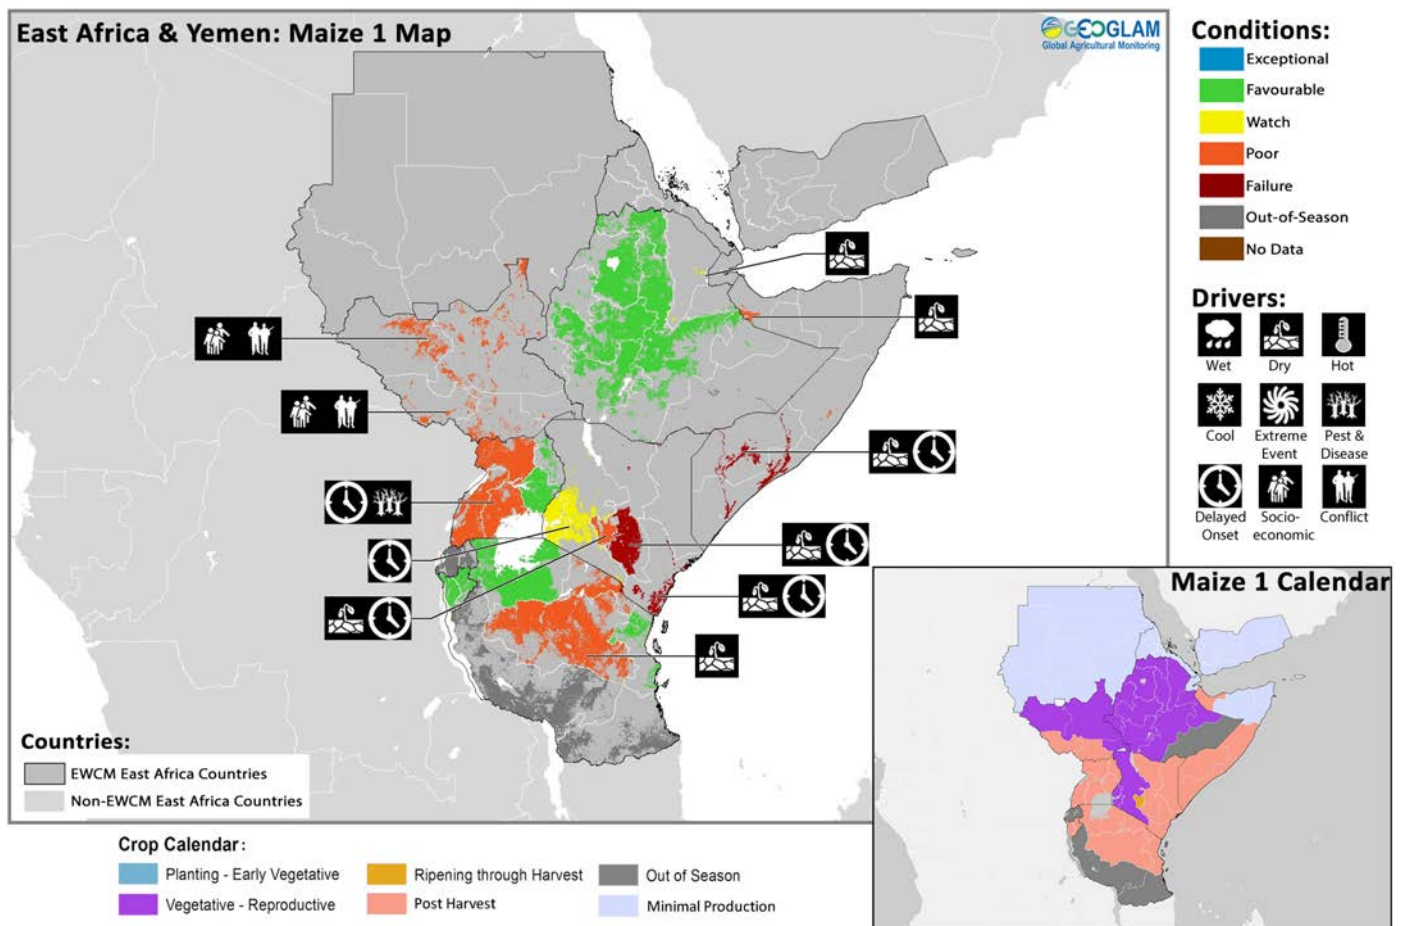 East Africa & Yemen: Maize 1 Map
GEOGLAM
Global Agricultural Monitoring
Conditions:
Exceptional
Favourable
Watch
Poor
Failure
Out-of-Season
No Data
Drivers:
Wet
Dry
Hot
Cool
Extreme
Event
Pest &
Disease
Delayed
Onset
Socio-
economic
Conflict
Countries:
EWCM East Africa Countries
Non-EWCM East Africa Countries
Maize 1 Calendar
Crop Calendar:
Planting - Early Vegetative
Ripening through Harvest
Out of Season
Vegetative - Reproductive
Post Harvest
Minimal Production